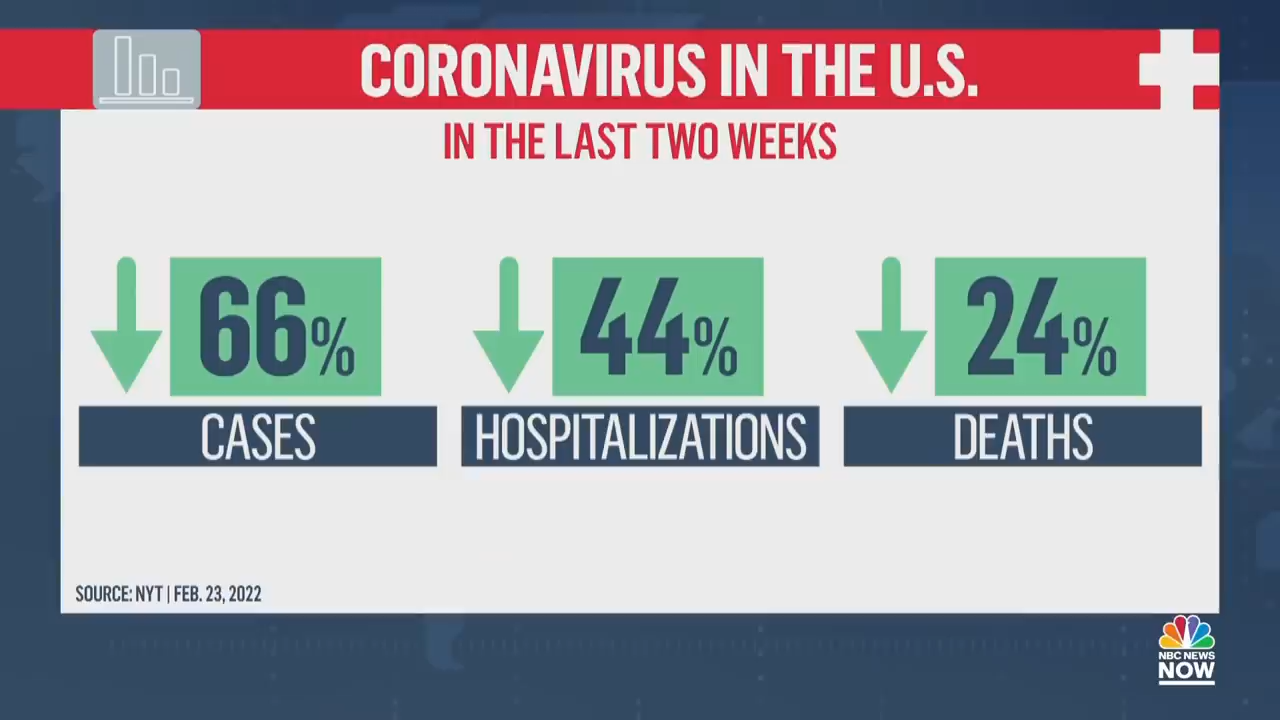 CORONAVIRUS IN THE U.S.
IN THE LAST TWO WEEKS
66%
44%
24%
CASES
HOSPITALIZATIONS
DEATHS
SOURCE: NYT | FEB. 23, 2022
NBC NEWS
NOW